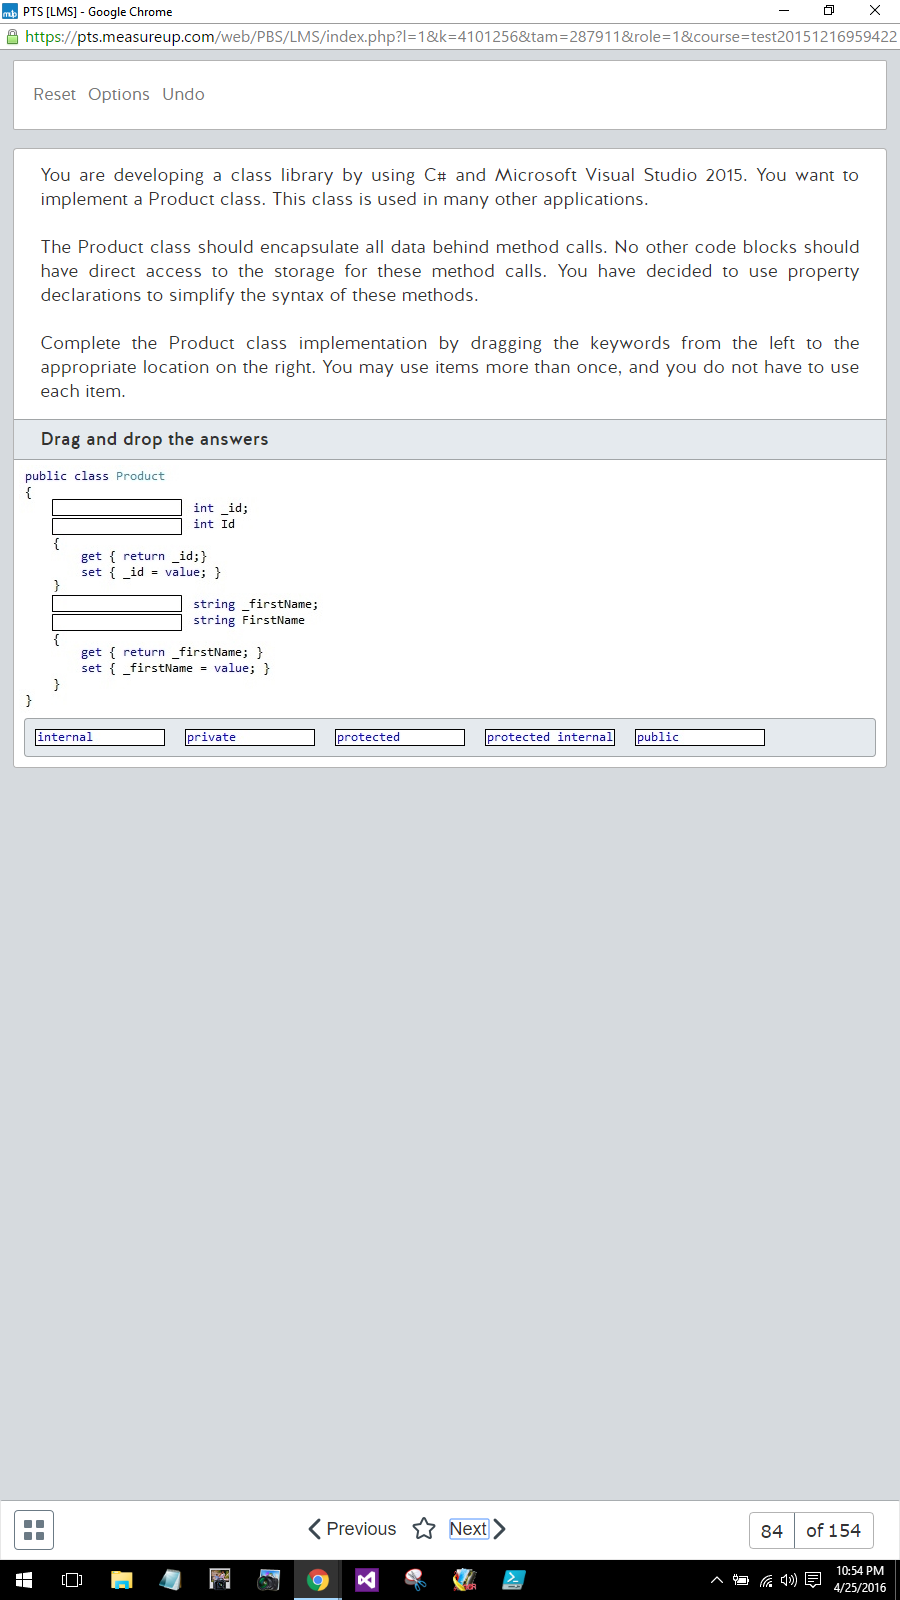 PTS [LMS] - Google Chrome
https://pts.measureup.com/web/PBS/LMS/index.php?l=1&k=4101256&tam=287911&role=1&course=test20151216959422
Reset Options Undo
You are developing a class library by using C# and Microsoft Visual Studio 2015. You want to
implement a Product class. This class is used in many other applications.
The Product class should encapsulate all data behind method calls. No other code blocks should
have direct access to the storage for these method calls. You have decided to use property
declarations to simplify the syntax of these methods.
Complete the Product class implementation by dragging the keywords from the left to the
appropriate location on the right. You may use items more than once, and you do not have to use
each item.
Drag and drop the answers
public class Product
{
int _id;
int Id
{
get { return _id;}
set { _id = value; }
}
string _firstName;
string FirstName
{
get { return _firstName; }
set { _firstName = value; }
}
}
internal private protected protected internal public
Previous Next 84 of 154
10:54 PM
4/25/2016